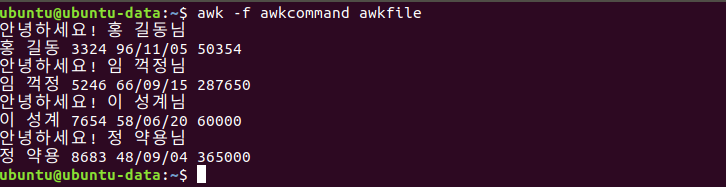 ubuntu@ubuntu-data:~$ awk -f awkcommand awkfile
안녕하세요! 홍 길동님
홍 길동 3324 96/11/05 50354
안녕하세요! 임 꺽정님
임 꺽정 5246 66/09/15 287650
안녕하세요! 이 성계님
이 성계 7654 58/06/20 60000
안녕하세요! 정 약용님
정 약용 8683 48/09/04 365000
ubuntu@ubuntu-data:~$